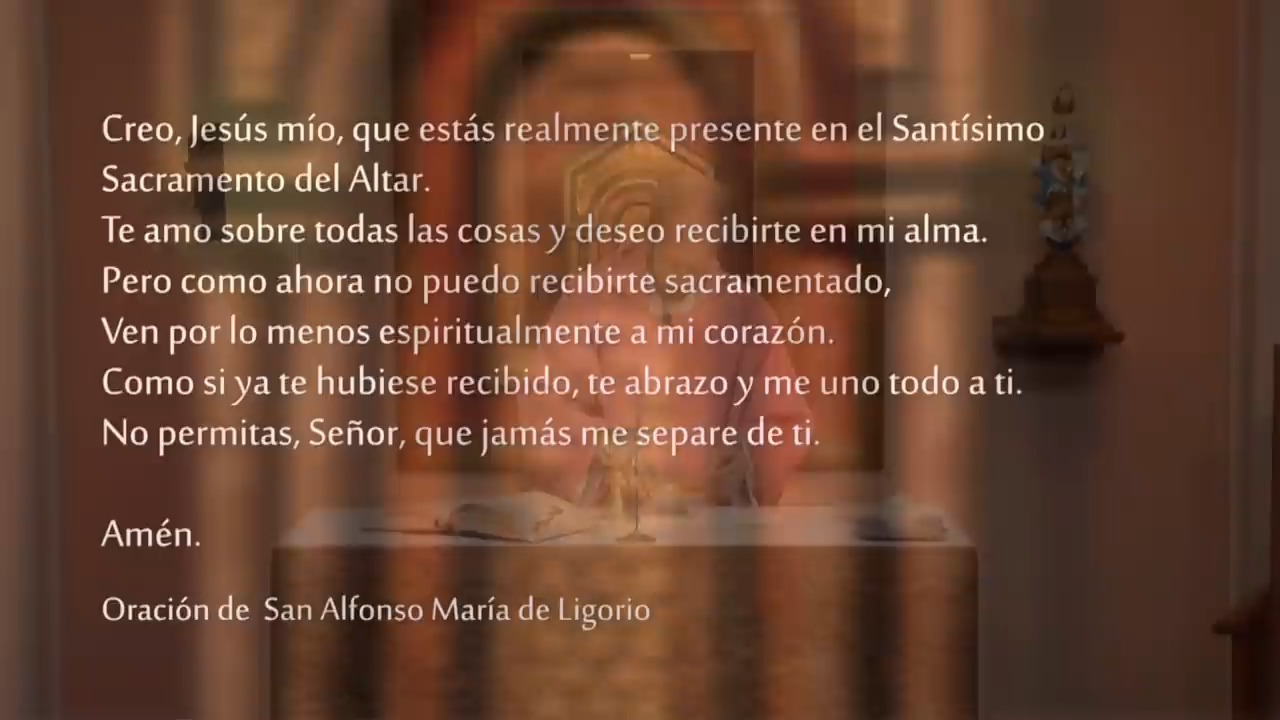 Creo, Jesús mío, que estás realmente presente en el Santísimo
Sacramento del Altar.
Te amo sobre todas las cosas y deseo recibirte en mi alma.
Pero como ahora no puedo recibirte sacramentado,
Ven por lo menos espiritualmente a mi corazón.
Como si ya te hubiese recibido, te abrazo y me uno todo a ti.
No permitas, Señor, que jamás me separe de ti.
Amén.
Oración de San Alfonso María de Ligorio